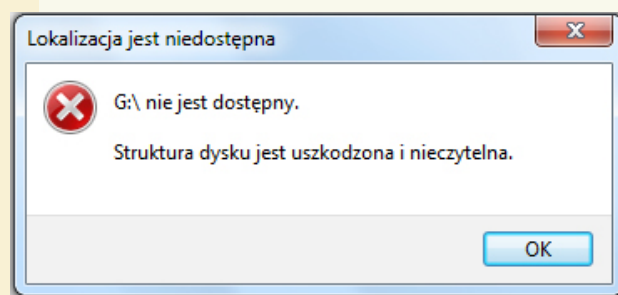 Lokalizacja jest niedostępna
G:\ nie jest dostępny.
Struktura dysku jest uszkodzona i nieczytelna.
OK